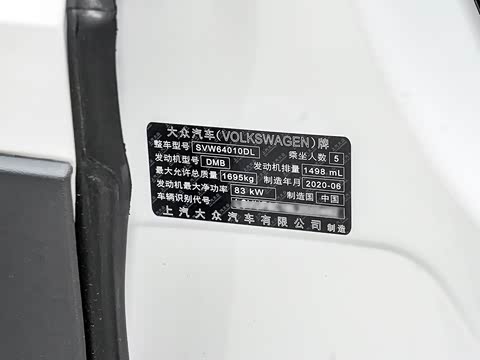 大众汽车(VOLKSWAGEN)牌
整车型号 SVW64010DL 乘坐人数 5
发动机型号 DMB 发动机排量 1498 mL
最大允许总质量 1695kg 制造年月 2020-06
发动机最大净功率 83 kW 制造国 中国
车辆识别代号
上汽大众汽车有限公司 制造